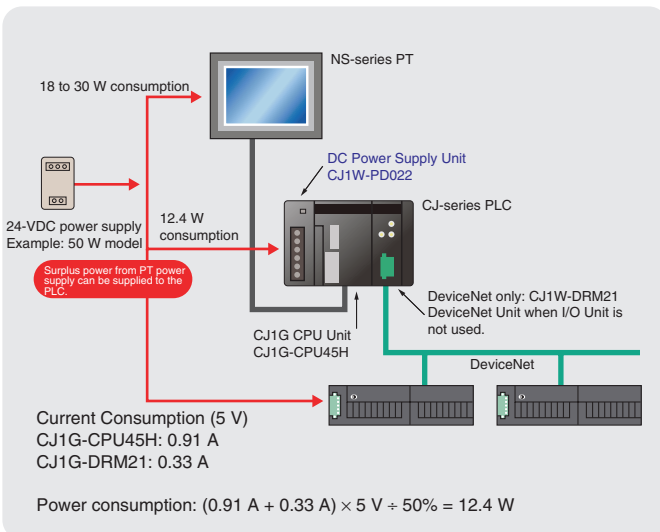 NS-series PT
18 to 30 W consumption
DC Power Supply Unit
CJ1W-PD022
CJ-series PLC
24-VDC power supply
Example: 50 W model
12.4 W
consumption
Surplus power from PT power
supply can be supplied to the
PLC.
CJ1G CPU Unit
CJ1G-CPU45H
DeviceNet only: CJ1W-DRM21
DeviceNet Unit when I/O Unit is
not used.
DeviceNet
Current Consumption (5 V)
CJ1G-CPU45H: 0.91 A
CJ1G-DRM21: 0.33 A
Power consumption: (0.91 A + 0.33 A) × 5 V ÷ 50% = 12.4 W